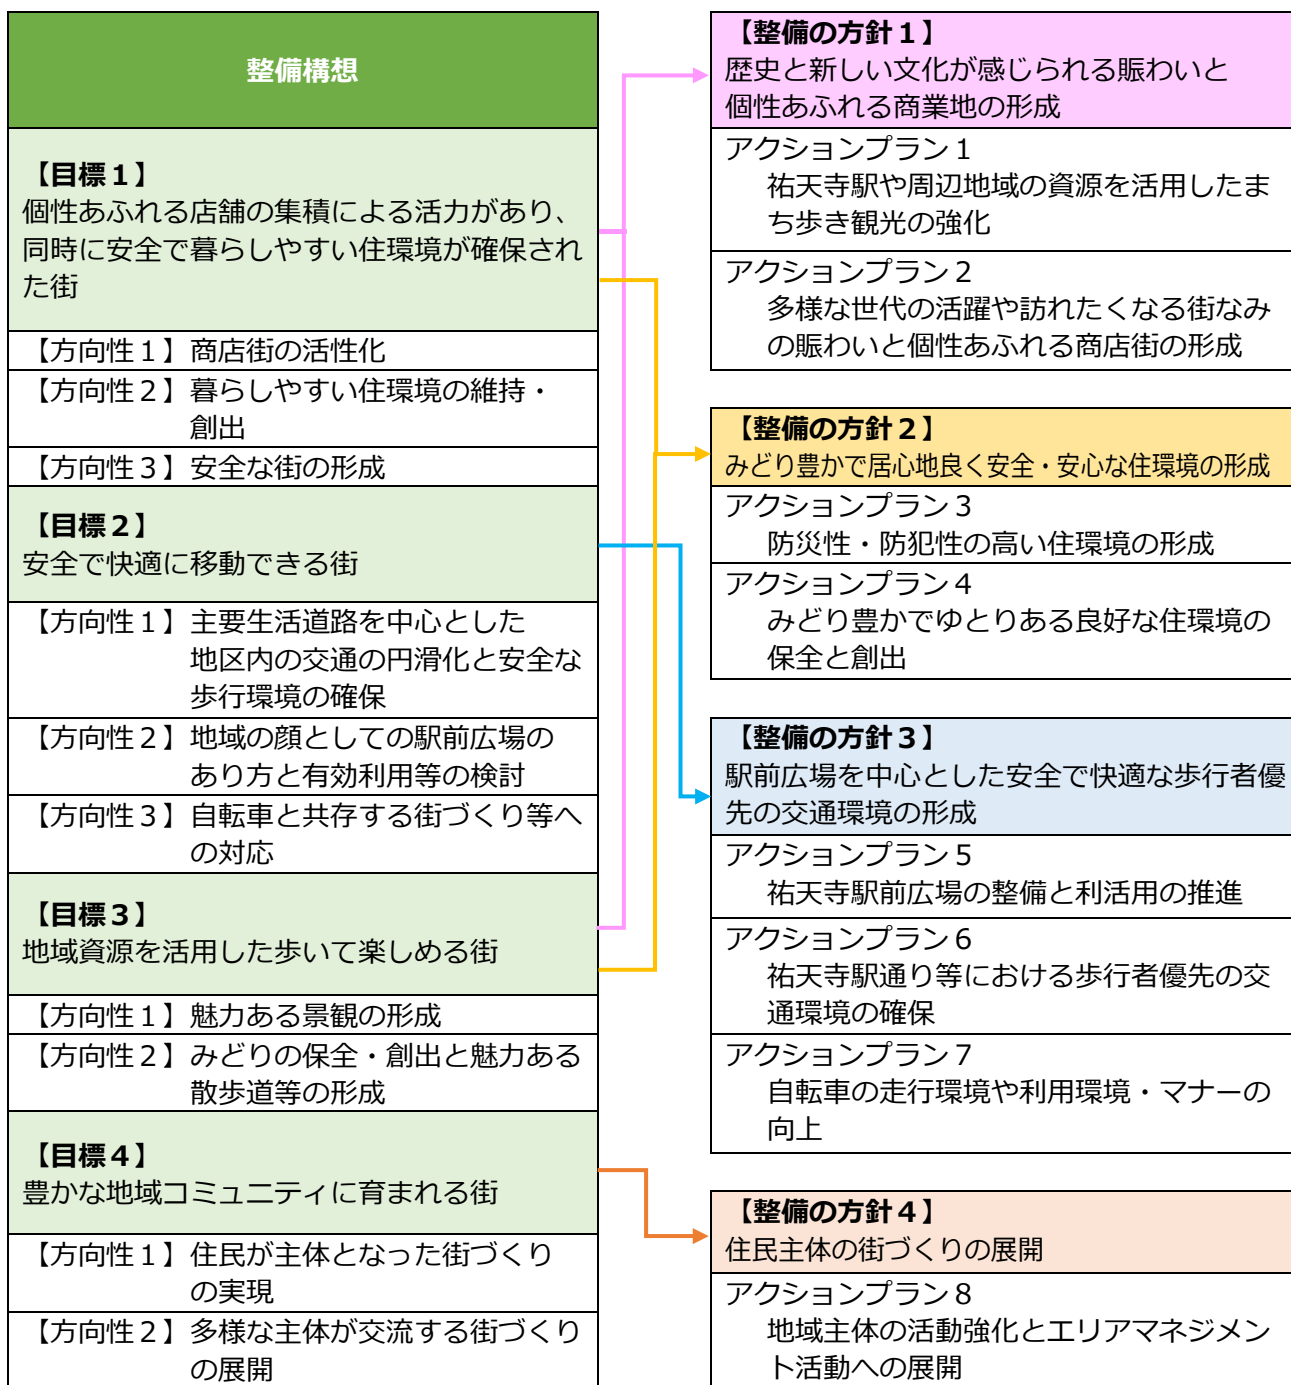 整備構想
【目標１】
個性あふれる店舗の集積による活力があり、
同時に安全で暮らしやすい住環境が確保され
た街
【方向性１】商店街の活性化
【方向性２】暮らしやすい住環境の維持・
創出
【方向性３】安全な街の形成
【目標２】
安全で快適に移動できる街
【方向性１】主要生活道路を中心とした
地区内の交通の円滑化と安全な
歩行環境の確保
【方向性２】地域の顔としての駅前広場の
あり方と有効利用等の検討
【方向性３】自転車と共存する街づくり等へ
の対応
【目標３】
地域資源を活用した歩いて楽しめる街
【方向性１】魅力ある景観の形成
【方向性２】みどりの保全・創出と魅力ある
散歩道等の形成
【目標４】
豊かな地域コミュニティに育まれる街
【方向性１】住民が主体となった街づくり
の実現
【方向性２】多様な主体が交流する街づくり
の展開
【整備の方針１】
歴史と新しい文化が感じられる賑わいと
個性あふれる商業地の形成
アクションプラン１
祐天寺駅や周辺地域の資源を活用したま
ち歩き観光の強化
アクションプラン２
多様な世代の活躍や訪れたくなる街なみ
の賑わいと個性あふれる商店街の形成
【整備の方針２】
みどり豊かで居心地良く安全・安心な住環境の形成
アクションプラン３
防災性・防犯性の高い住環境の形成
アクションプラン４
みどり豊かでゆとりある良好な住環境の
保全と創出
【整備の方針３】
駅前広場を中心とした安全で快適な歩行者優
先の交通環境の形成
アクションプラン５
祐天寺駅前広場の整備と利活用の推進
アクションプラン６
祐天寺駅通り等における歩行者優先の交
通環境の確保
アクションプラン７
自転車の走行環境や利用環境・マナーの
向上
【整備の方針４】
住民主体の街づくりの展開
アクションプラン８
地域主体の活動強化とエリアマネジメン
ト活動への展開